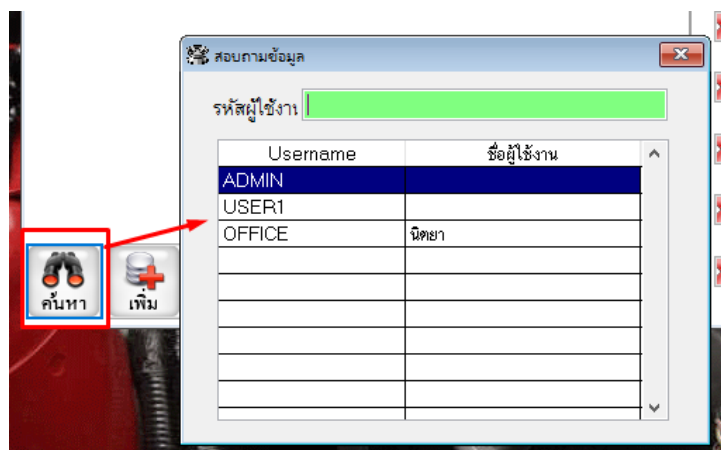 สอบถามข้อมูล
รหัสผู้ใช้งาน
Username ชื่อผู้ใช้งาน
ADMIN
USER1
OFFICE นิตยา
ค้นหา เพิ่ม